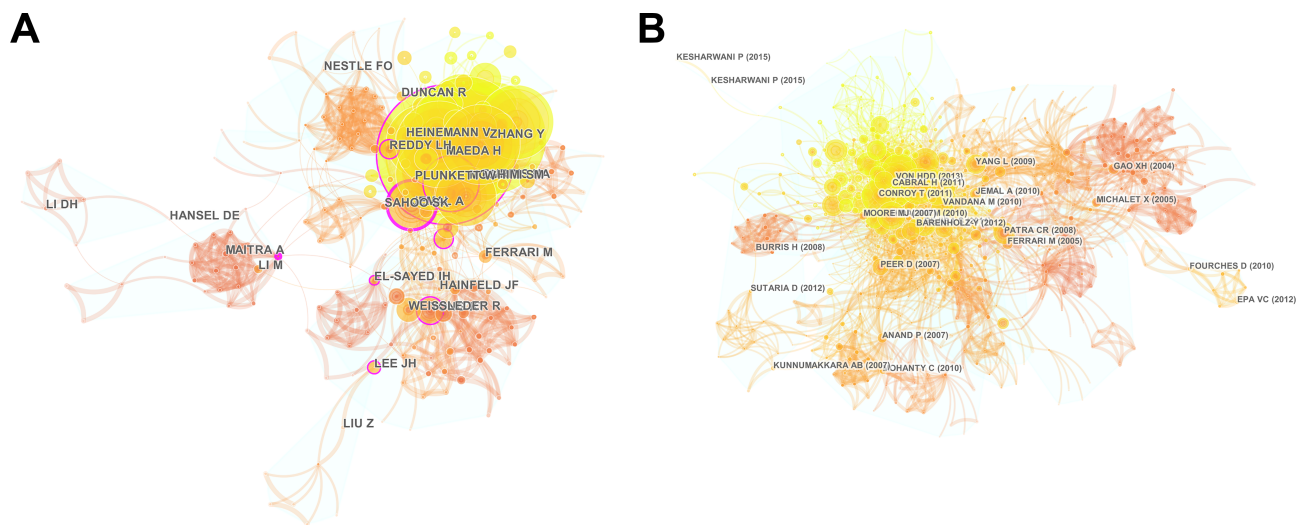 A
NESTLE FO
DUNCAN R
HEINEMANN V
ZHANG Y
REDDY LH
MAEDA H
PLUNKETT W
SAHOO SK
A
LI DH
HANSEL DE
MAITRA A
LI M
FERRARI M
EL-SAYED IH
HAINFELD JF
WEISSLEDER R
LEE JH
LIU Z
B
KESHARWANI P (2015)
KESHARWANI P (2015)
YANG L (2009)
GAO XH (2004)
VON HDD (2013)
CABRAL H (2011)
CONROY T (2011)
JEMAL A (2010)
VANDANA M (2010)
MICHALET X (2005)
MOORE MJ (2007)
M (2010)
BARENHOLZ Y (2012)
PATRA CR (2008)
FERRARI M (2005)
BURRIS H (2008)
PEER D (2007)
FOURCHES D (2010)
SUTARIA D (2012)
EPA VC (2012)
ANAND P (2007)
KUNNUMAKKARA AB (2007)
OHANTY C (2010)